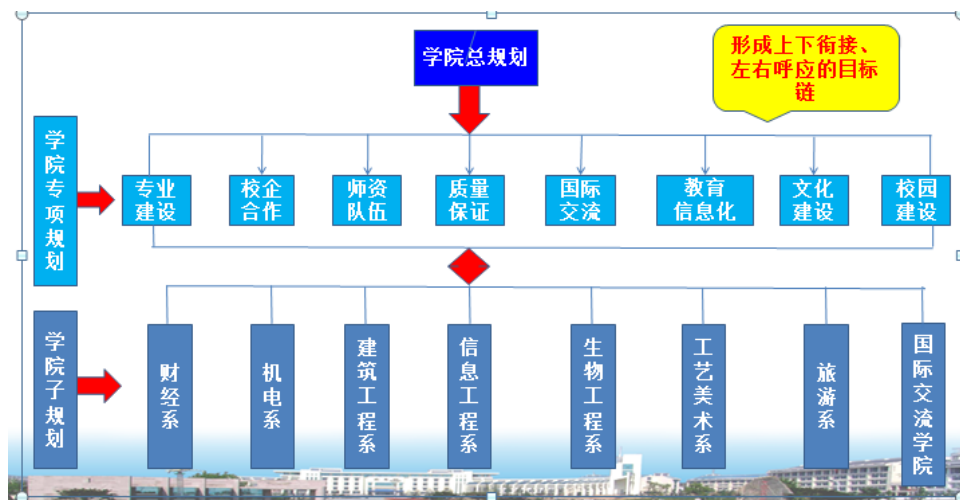 学院总规划
形成上下衔接、
左右呼应的目标
链
学院专项规划
专业
建设
校企
合作
师资
队伍
质量
保证
国际
交流
教育
信息化
文化
建设
校园
建设
学院子规划
财经系
机电系
建筑工程系
信息工程系
生物工程系
工艺美术系
旅游系
国际交流学院